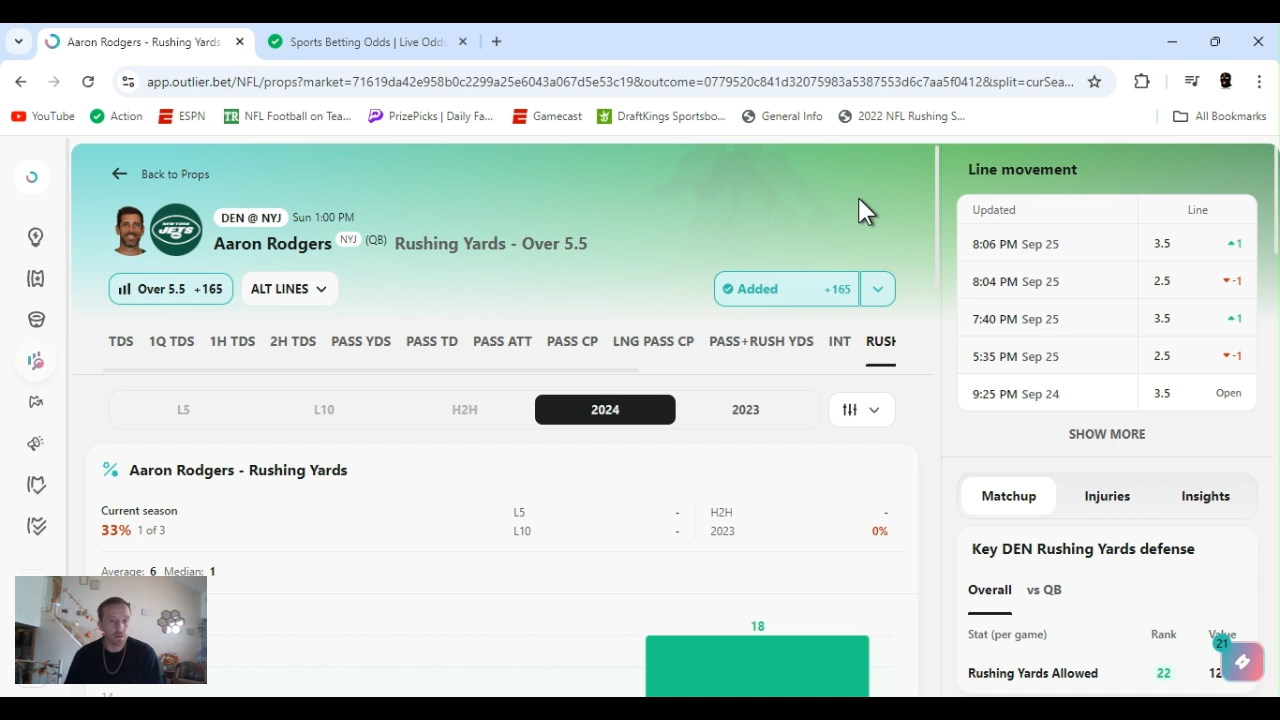 Aaron Rodgers - Rushing Yards
Sports Betting Odds | Live Odd
app.outlier.bet/NFL/props?market=71619da42e958b0c2299a25e6043a067d5e53c19&outcome=0779520c841d32075983a5387553d6c7aa5f0412&split=curSea...
YouTube Action ESPN NFL Football on Tea... PrizePicks | Daily Fa... Gamecast DraftKings Sportsbo... General Info 2022 NFL Rushing S... All Bookmarks
Back to Props
DEN @ NYJ Sun 1:00 PM
Aaron Rodgers NYJ (QB) Rushing Yards - Over 5.5
Over 5.5 +165 ALT LINES
Added +165
TDS 1Q TDS 1H TDS 2H TDS PASS YDS PASS TD PASS ATT PASS CP LNG PASS CP PASS+RUSH YDS INT RUSH
L5 L10 H2H 2024 2023
Aaron Rodgers - Rushing Yards
Current season
33% 1 of 3
L5 -
L10 -
H2H -
2023 0%
Average: 6 Median: 1
18
Line movement
Updated Line
8:06 PM Sep 25 3.5 1
8:04 PM Sep 25 2.5 -1
7:40 PM Sep 25 3.5 1
5:35 PM Sep 25 2.5 -1
9:25 PM Sep 24 3.5 Open
SHOW MORE
Matchup Injuries Insights
Key DEN Rushing Yards defense
Overall vs QB
Stat (per game) Rank Value
21
Rushing Yards Allowed 22 12